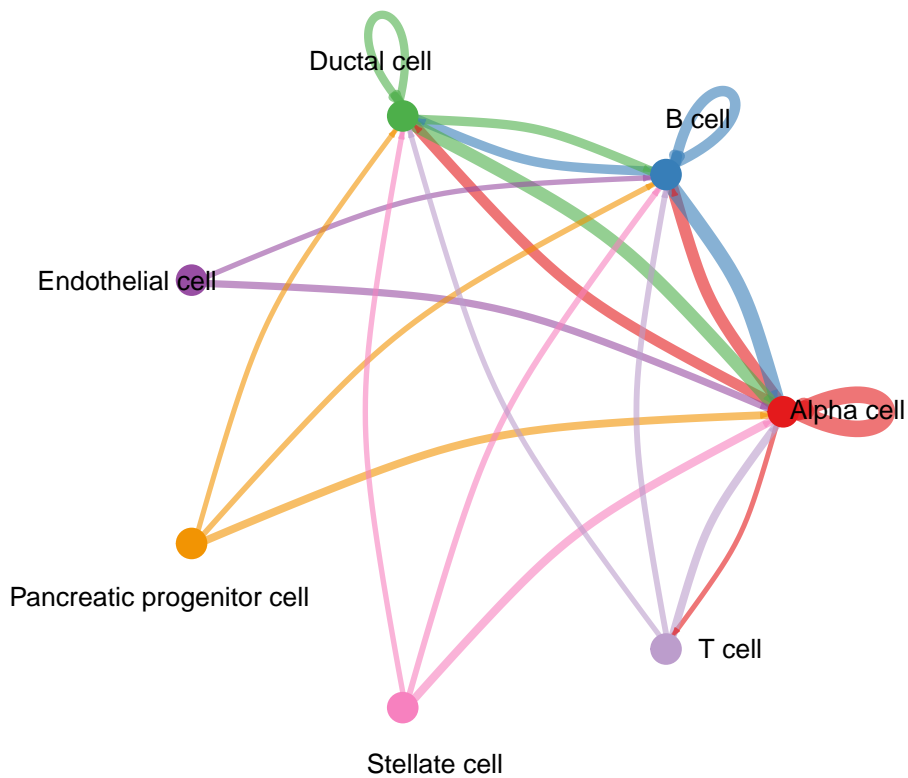 Ductal cell
B cell
Endothelial cell
Alpha cell
Pancreatic progenitor cell
T cell
Stellate cell